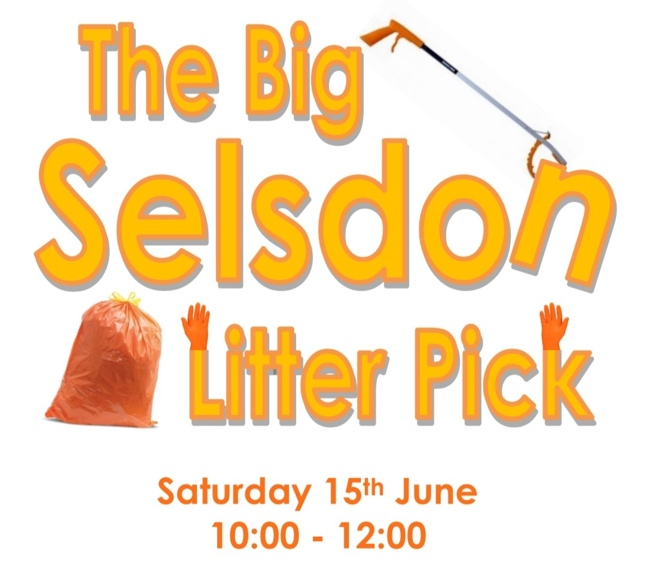 The Big
Selsdon
Litter Pick
Saturday 15th June
10:00 - 12:00